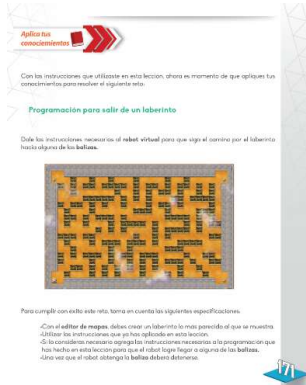 Aplica tus
conocimientos
Con las instrucciones que utilizaste en esta leccion, ahora es momento de que apliques tus
conocimientos para resolver el siguiente reto.
Programación para salir de un laberinto
Dale las instrucciones necesarias al robot virtual para que siga el camino por el laberinto
hacia alguna de las balizas.
Para cumplir con exito este reto, toma en cuenta las siguientes especificaciones:
-Con el editor de mapas, debes crear un laberinto lo mas parecido al que se muestra.
-Utilizar las instrucciones que ya has aplicado en esta lección.
-Si lo consideras necesario agrega las instrucciones necesarias a la programación que
has hecho en esta leccion para que el robot logre llegar a alguna de las balizas.
-Una vez que el robot obtenga la baliza debera detenerse.
171